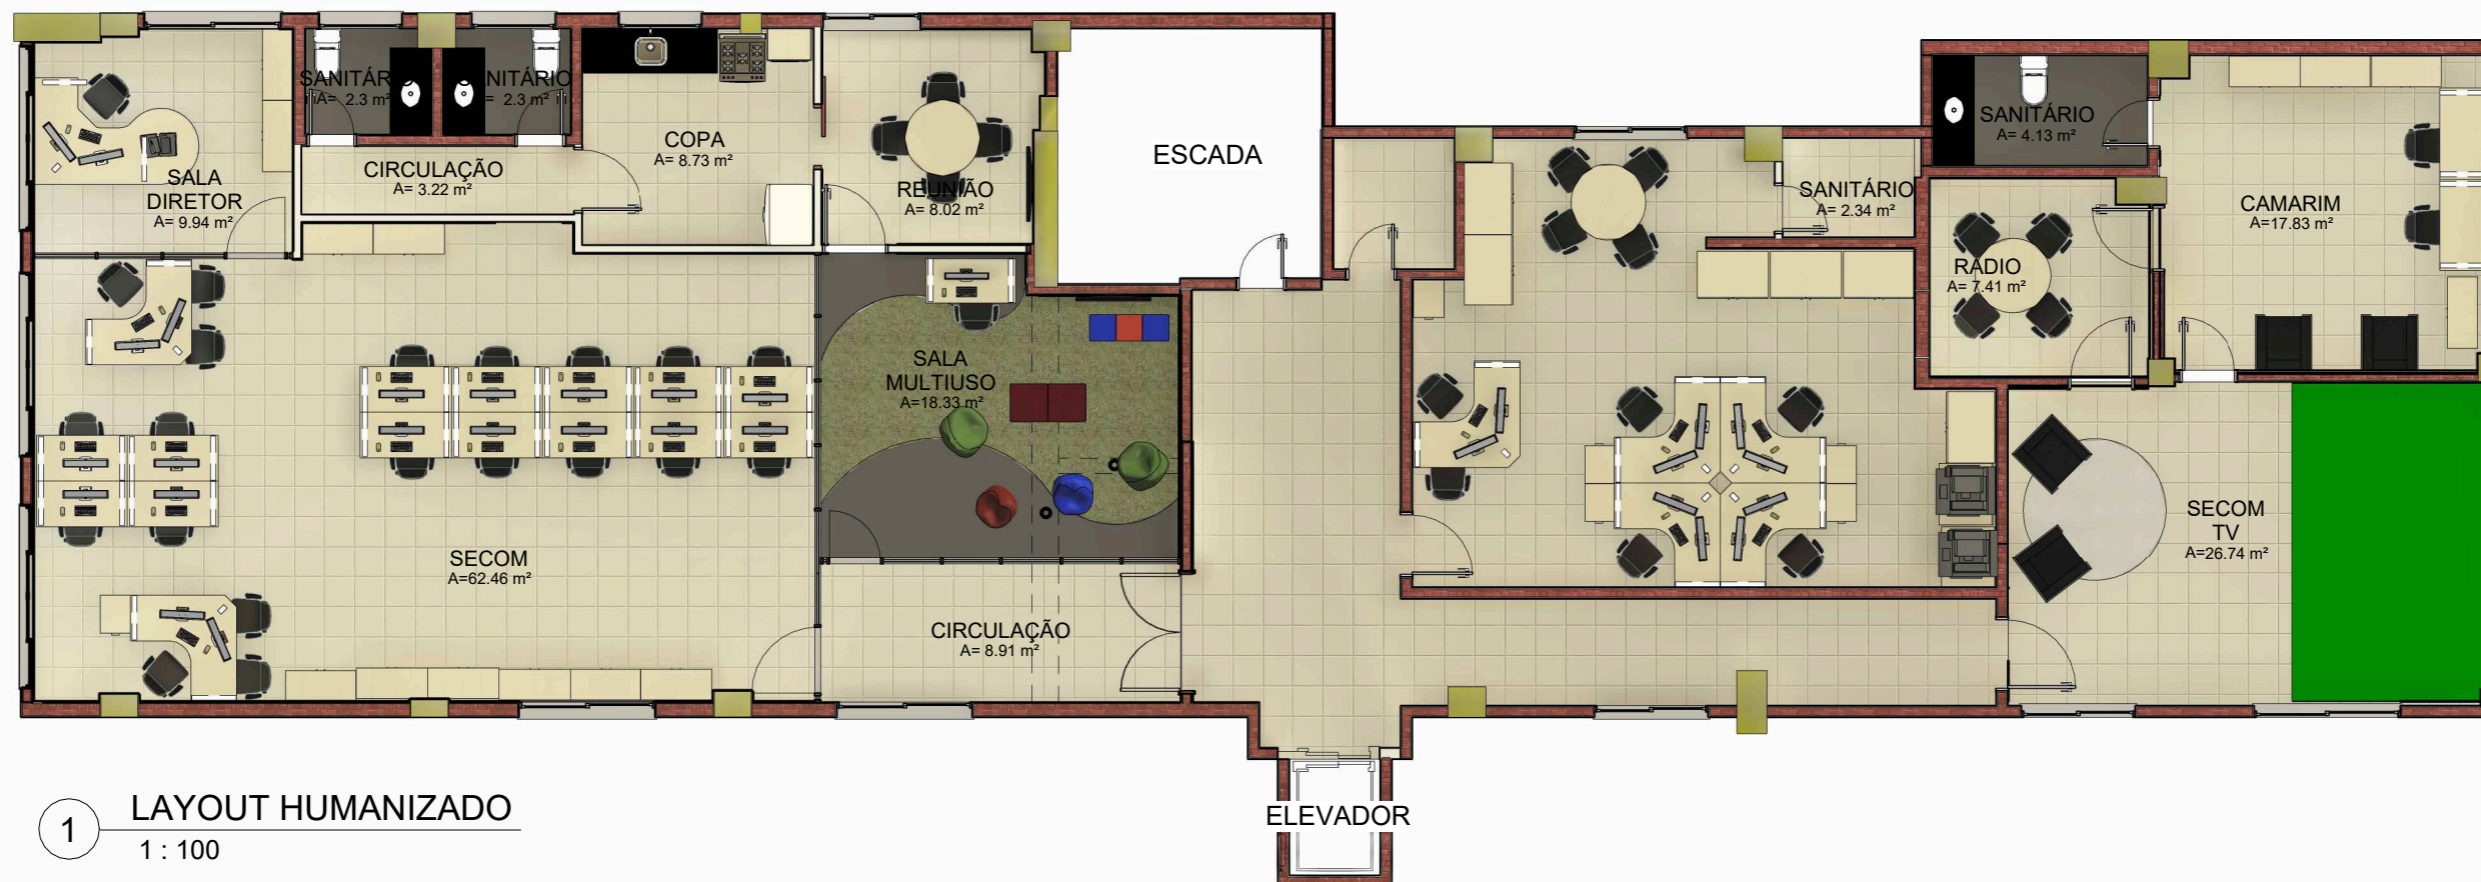 SANITÁRIO
A= 2.3 m²
NITÁRIO
= 2.3 m²
COPA
A= 8.73 m²
CIRCULAÇÃO
A= 3.22 m²
SALA
DIRETOR
A= 9.94 m²
REUNIÃO
A= 8.02 m²
ESCADA
SANITÁRIO
A= 2.34 m²
SANITÁRIO
A= 4.13 m²
CAMARIM
A=17.83 m²
RÁDIO
A= 7.41 m²
SALA
MULTIUSO
A=18.33 m²
SECOM
A=62.46 m²
CIRCULAÇÃO
A= 8.91 m²
SECOM
TV
A=26.74 m²
ELEVADOR
1
LAYOUT HUMANIZADO
1 : 100